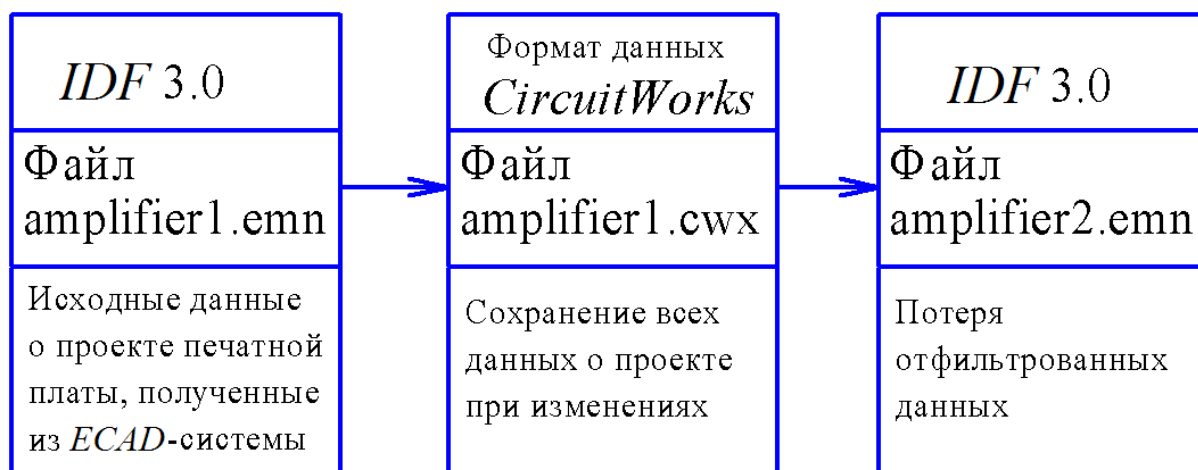 IDF 3.0
Файл
amplifier1.emn
Исходные данные
о проекте печатной
платы, полученные
из ECAD-системы
Формат данных
CircuitWorks
Файл
amplifier1.cwx
Сохранение всех
данных о проекте
при изменениях
IDF 3.0
Файл
amplifier2.emn
Потеря
отфильтрованных
данных